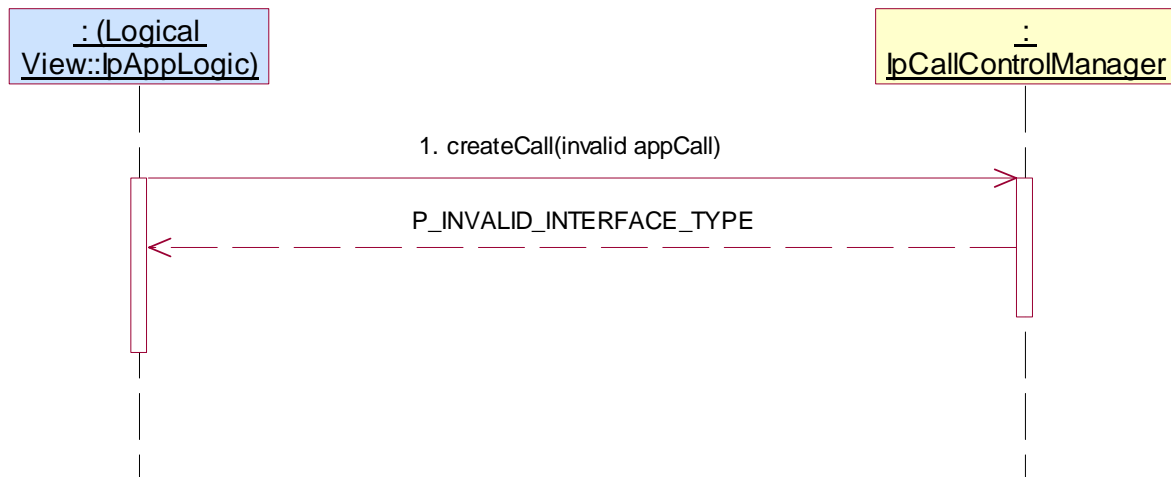 : (Logical
View::IpAppLogic)
:
IpCallControlManager
1. createCall(invalid appCall)
P_INVALID_INTERFACE_TYPE